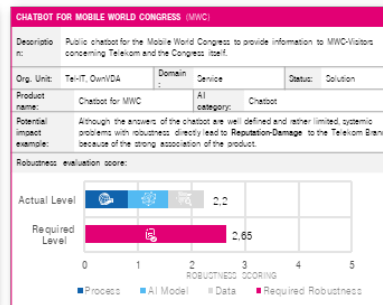 CHATBOT FOR MOBILE WORLD CONGRESS (MWC)
Descriptio
n:
Public chatbot for the Mobile World Congress to provide information to MWC-Visitors
concerning Telekom and the Congress itself.
Org. Unit: Tel-IT, OwnVDA
Domain
:
Service
Status: Solution
Product
name:
Chatbot for MWC
AI
category:
Chatbot
Potential
impact
example:
Although the answers of the chatbot are well defined and rather limited, systemic
problems with robustness directly lead to Reputation-Damage to the Telekom Bran
because of the strong association of the product.
Robustness evaluation score:
Actual Level
2,2
Required
Level
2,65
0 1 2 3 4 5
ROBUSTNESS SCORING
Process AI Model Data Required Robustness